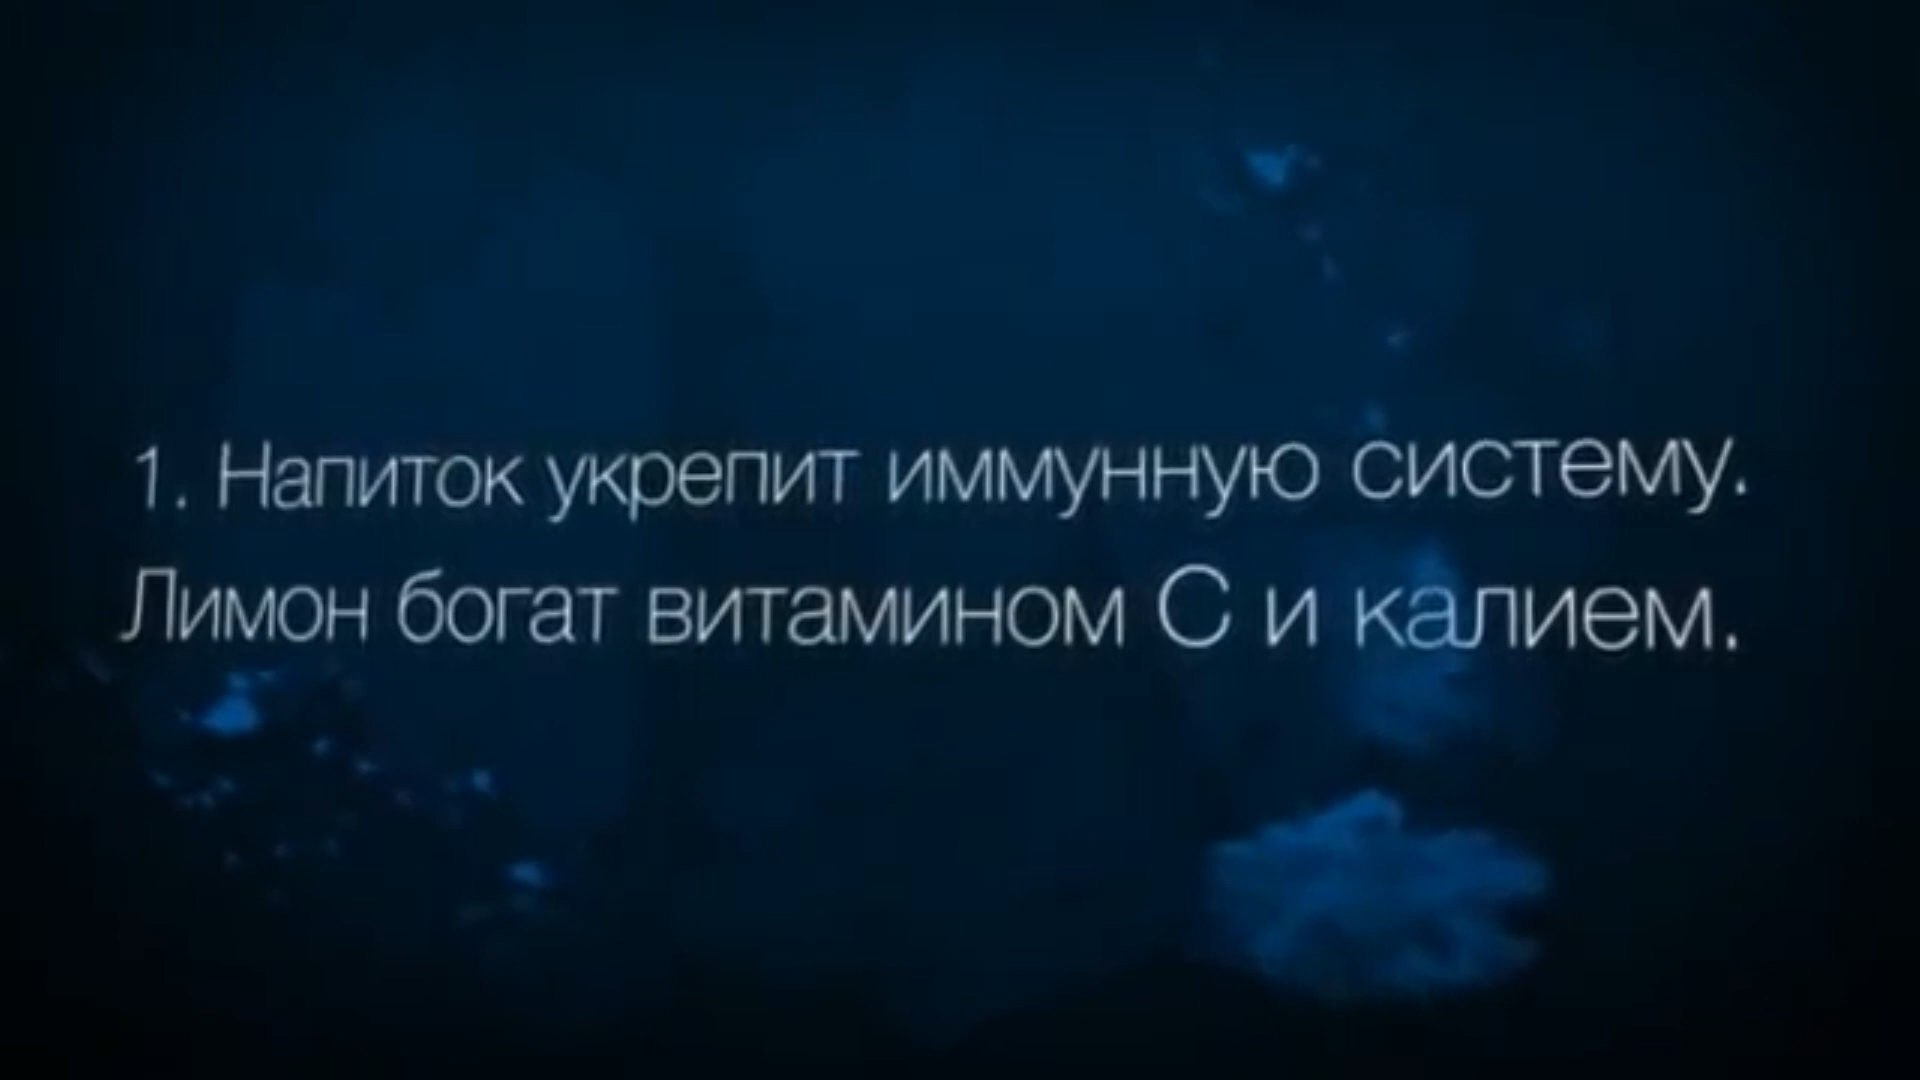 1. Напиток укрепит иммунную систему.
Лимон богат витамином С и калием.